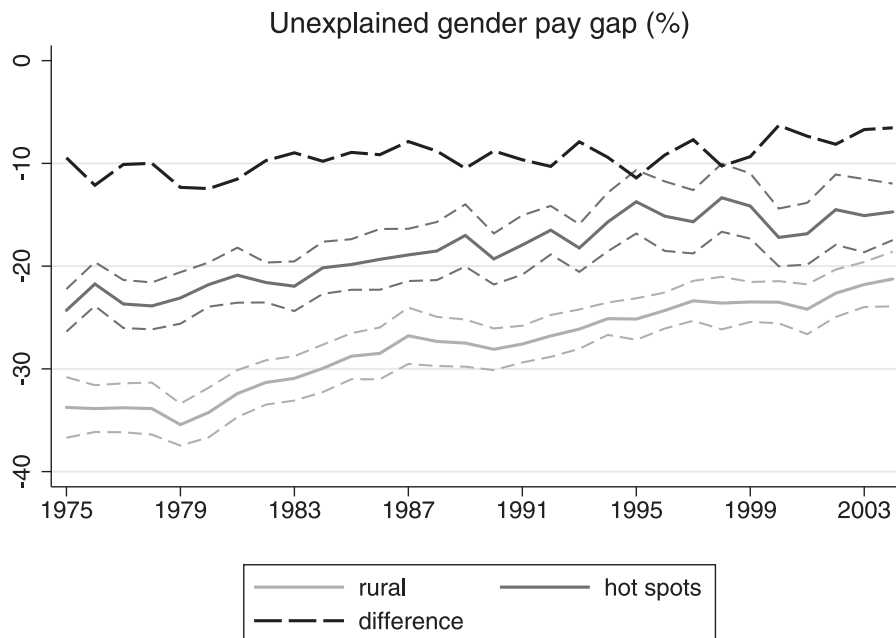 Unexplained gender pay gap (%)
0
-10
-20
-30
-40
1975 1979 1983 1987 1991 1995 1999 2003
rural hot spots
difference